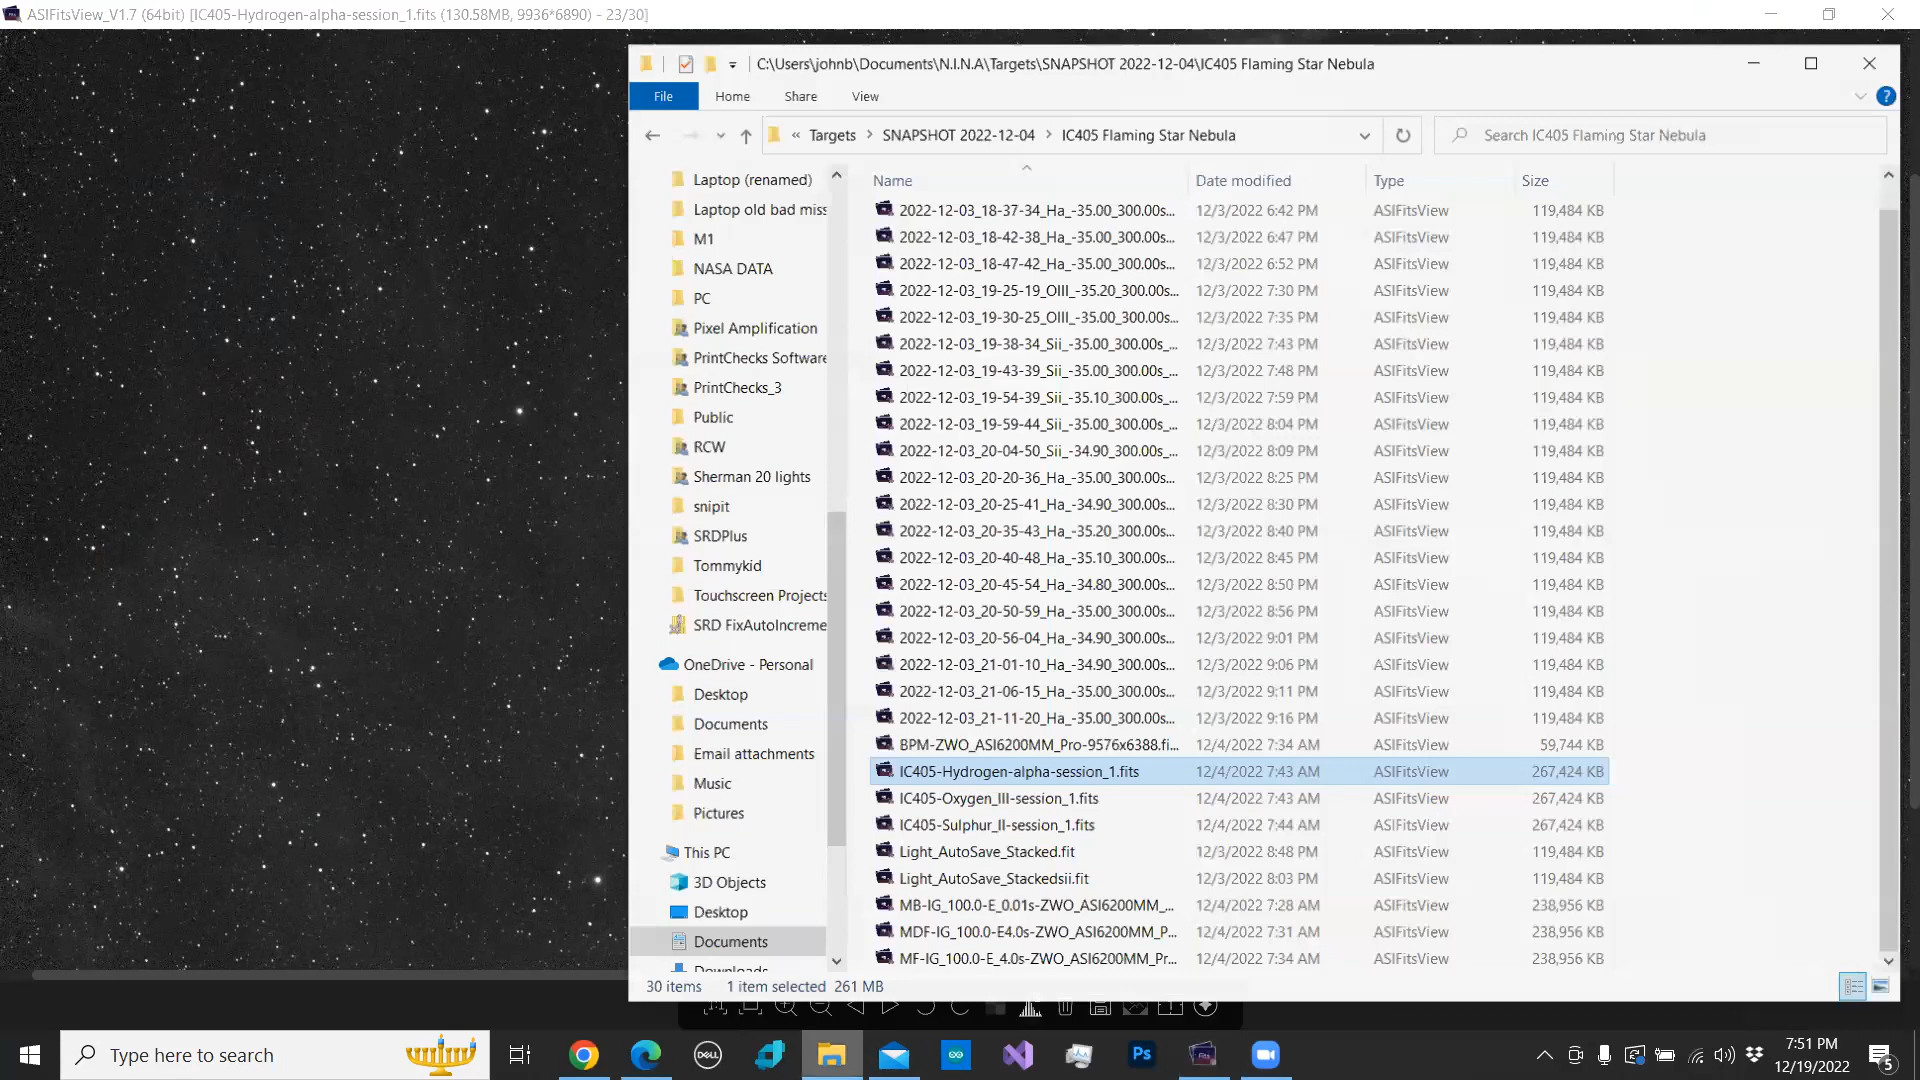 ASIFitsView_V1.7 (64bit) [IC405-Hydrogen-alpha-session_1.fits (130.58MB, 9936*6890) - 23/30]
C:\Users\johnb\Documents\N.I.N.A\Targets\SNAPSHOT 2022-12-04\IC405 Flaming Star Nebula
File Home Share View
« Targets > SNAPSHOT 2022-12-04 > IC405 Flaming Star Nebula
Search IC405 Flaming Star Nebula
Laptop (renamed)
Laptop old bad miss
M1
NASA DATA
PC
Pixel Amplification
PrintChecks Software
PrintChecks_3
Public
RCW
Sherman 20 lights
snipit
SRDPlus
Tommykid
Touchscreen Projects
SRD FixAutoIncreme
OneDrive - Personal
Desktop
Documents
Email attachments
Music
Pictures
This PC
3D Objects
Desktop
Documents
Downloads
Name Date modified Type Size
2022-12-03_18-37-34_Ha_-35.00_300.00s... 12/3/2022 6:42 PM ASIFitsView 119,484 KB
2022-12-03_18-42-38_Ha_-35.00_300.00s... 12/3/2022 6:47 PM ASIFitsView 119,484 KB
2022-12-03_18-47-42_Ha_-35.00_300.00s... 12/3/2022 6:52 PM ASIFitsView 119,484 KB
2022-12-03_19-25-19_OIII_-35.20_300.00s... 12/3/2022 7:30 PM ASIFitsView 119,484 KB
2022-12-03_19-30-25_OIII_-35.00_300.00s... 12/3/2022 7:35 PM ASIFitsView 119,484 KB
2022-12-03_19-38-34_Sii_-35.00_300.00s_... 12/3/2022 7:43 PM ASIFitsView 119,484 KB
2022-12-03_19-43-39_Sii_-35.00_300.00s_... 12/3/2022 7:48 PM ASIFitsView 119,484 KB
2022-12-03_19-54-39_Sii_-35.10_300.00s_... 12/3/2022 7:59 PM ASIFitsView 119,484 KB
2022-12-03_19-59-44_Sii_-35.00_300.00s_... 12/3/2022 8:04 PM ASIFitsView 119,484 KB
2022-12-03_20-04-50_Sii_-34.90_300.00s_... 12/3/2022 8:09 PM ASIFitsView 119,484 KB
2022-12-03_20-20-36_Ha_-35.00_300.00s... 12/3/2022 8:25 PM ASIFitsView 119,484 KB
2022-12-03_20-25-41_Ha_-34.90_300.00s... 12/3/2022 8:30 PM ASIFitsView 119,484 KB
2022-12-03_20-35-43_Ha_-35.20_300.00s... 12/3/2022 8:40 PM ASIFitsView 119,484 KB
2022-12-03_20-40-48_Ha_-35.10_300.00s... 12/3/2022 8:45 PM ASIFitsView 119,484 KB
2022-12-03_20-45-54_Ha_-34.80_300.00s... 12/3/2022 8:50 PM ASIFitsView 119,484 KB
2022-12-03_20-50-59_Ha_-35.00_300.00s... 12/3/2022 8:56 PM ASIFitsView 119,484 KB
2022-12-03_20-56-04_Ha_-34.90_300.00s... 12/3/2022 9:01 PM ASIFitsView 119,484 KB
2022-12-03_21-01-10_Ha_-34.90_300.00s... 12/3/2022 9:06 PM ASIFitsView 119,484 KB
2022-12-03_21-06-15_Ha_-35.00_300.00s... 12/3/2022 9:11 PM ASIFitsView 119,484 KB
2022-12-03_21-11-20_Ha_-35.00_300.00s... 12/3/2022 9:16 PM ASIFitsView 119,484 KB
BPM-ZWO_ASI6200MM_Pro-9576x6388.fi... 12/4/2022 7:34 AM ASIFitsView 59,744 KB
IC405-Hydrogen-alpha-session_1.fits 12/4/2022 7:43 AM ASIFitsView 267,424 KB
IC405-Oxygen_III-session_1.fits 12/4/2022 7:43 AM ASIFitsView 267,424 KB
IC405-Sulphur_II-session_1.fits 12/4/2022 7:44 AM ASIFitsView 267,424 KB
Light_AutoSave_Stacked.fit 12/3/2022 8:48 PM ASIFitsView 119,484 KB
Light_AutoSave_Stackedsii.fit 12/3/2022 8:03 PM ASIFitsView 119,484 KB
MB-IG_100.0-E_0.01s-ZWO_ASI6200MM_... 12/4/2022 7:28 AM ASIFitsView 238,956 KB
MDF-IG_100.0-E4.0s-ZWO_ASI6200MM_P... 12/4/2022 7:31 AM ASIFitsView 238,956 KB
MF-IG_100.0-E_4.0s-ZWO_ASI6200MM_Pr... 12/4/2022 7:34 AM ASIFitsView 238,956 KB
30 items 1 item selected 261 MB
Type here to search
DELL
Ps
Fits
7:51 PM
12/19/2022
5